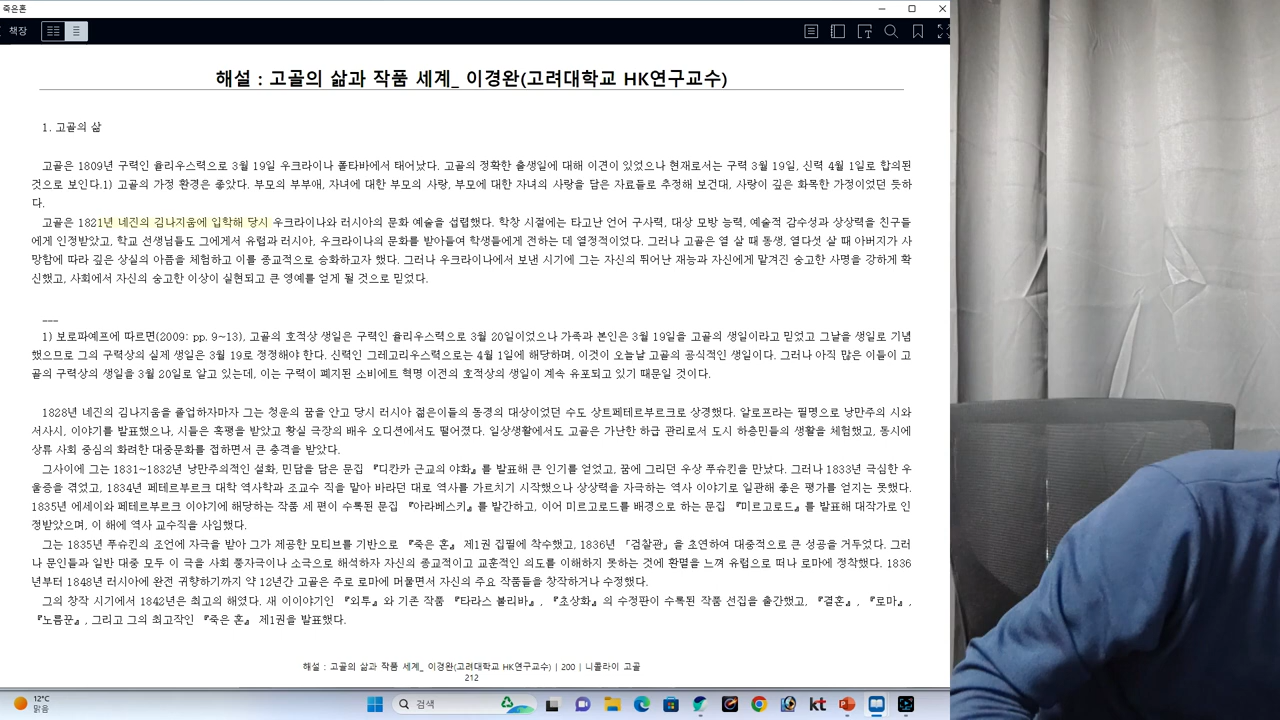 죽은혼
책장
해설 : 고골의 삶과 작품 세계_ 이경완(고려대학교 HK연구교수)
1. 고골의 삶
고골은 1809년 구력인 율리우스력으로 3월 19일 우크라이나 폴타바에서 태어났다. 고골의 정확한 출생일에 대해 이견이 있었으나 현재로서는 구력 3월 19일, 신력 4월 1일로 합의된
것으로 보인다.1) 고골의 가정 환경은 좋았다. 부모의 부부애, 자녀에 대한 부모의 사랑, 부모에 대한 자녀의 사랑을 담은 자료들로 추정해 보건대, 사랑이 깊은 화목한 가정이었던 듯하
다.
고골은 1821년 네진의 김나지움에 입학해 당시 우크라이나와 러시아의 문화 예술을 섭렵했다. 학창 시절에는 타고난 언어 구사력, 대상 모방 능력, 예술적 감수성과 상상력을 친구들
에게 인정받았고, 학교 선생님들도 그에게서 유럽과 러시아, 우크라이나의 문화를 받아들여 학생들에게 전하는 데 열정적이었다. 그러나 고골은 열 살 때 동생, 열다섯 살 때 아버지가 사
망함에 따라 깊은 상실의 아픔을 체험하고 이를 종교적으로 승화하고자 했다. 그러나 우크라이나에서 보낸 시기에 그는 자신의 뛰어난 재능과 자신에게 맡겨진 숭고한 사명을 강하게 확
신했고, 사회에서 자신의 숭고한 이상이 실현되고 큰 영예를 얻게 될 것으로 믿었다.
___
1) 보로파예프에 따르면(2009: pp. 9~13), 고골의 호적상 생일은 구력인 율리우스력으로 3월 20일이었으나 가족과 본인은 3월 19일을 고골의 생일이라고 믿었고 그날을 생일로 기념
했으므로 그의 구력상의 실제 생일은 3월 19로 정정해야 한다. 신력인 그레고리우스력으로는 4월 1일에 해당하며, 이것이 오늘날 고골의 공식적인 생일이다. 그러나 아직 많은 이들이 고
골의 구력상의 생일을 3월 20일로 알고 있는데, 이는 구력이 폐지된 소비에트 혁명 이전의 호적상의 생일이 계속 유포되고 있기 때문일 것이다.
1828년 네진의 김나지움을 졸업하자마자 그는 청운의 꿈을 안고 당시 러시아 젊은이들의 동경의 대상이었던 수도 상트페테르부르크로 상경했다. 알로프라는 필명으로 낭만주의 시와
서사시, 이야기를 발표했으나, 시들은 혹평을 받았고 황실 극장의 배우 오디션에서도 떨어졌다. 일상생활에서도 고골은 가난한 하급 관리로서 도시 하층민들의 생활을 체험했고, 동시에
상류 사회 중심의 화려한 대중문화를 접하면서 큰 충격을 받았다.
그사이에 그는 1831~1832년 낭만주의적인 설화, 민담을 담은 문집 『디칸카 근교의 야화』를 발표해 큰 인기를 얻었고, 꿈에 그리던 우상 푸슈킨을 만났다. 그러나 1833년 극심한 우
울증을 겪었고, 1834년 페테르부르크 대학 역사학과 조교수 직을 맡아 바라던 대로 역사를 가르치기 시작했으나 상상력을 자극하는 역사 이야기로 일관해 좋은 평가를 얻지는 못했다.
1835년 에세이와 페테르부르크 이야기에 해당하는 작품 세 편이 수록된 문집 『아라베스키』를 발간하고, 이어 미르고로드를 배경으로 하는 문집 『미르고로드』를 발표해 대작가로 인
정받았으며, 이 해에 역사 교수직을 사임했다.
그는 1835년 푸슈킨의 조언에 자극을 받아 그가 제공한 모티브를 기반으로 『죽은 혼』 제1권 집필에 착수했고, 1836년 「검찰관」을 초연하여 대중적으로 큰 성공을 거두었다. 그러
나 문인들과 일반 대중 모두 이 극을 사회 풍자극이나 소극으로 해석하자 자신의 종교적이고 교훈적인 의도를 이해하지 못하는 것에 환멸을 느껴 유럽으로 떠나 로마에 정착했다. 1836
년부터 1848년 러시아에 완전 귀향하기까지 약 12년간 고골은 주로 로마에 머물면서 자신의 주요 작품들을 창작하거나 수정했다.
그의 창작 시기에서 1842년은 최고의 해였다. 새 이이야기인 『외투』와 기존 작품 『타라스 불리바』, 『초상화』의 수정판이 수록된 작품 선집을 출간했고, 『결혼』, 『로마』,
『노름꾼』, 그리고 그의 최고작인 『죽은 혼』 제1권을 발표했다.
해설 : 고골의 삶과 작품 세계_ 이경완(고려대학교 HK연구교수) | 200 | 니콜라이 고골
212
12°C
맑음
검색
kt